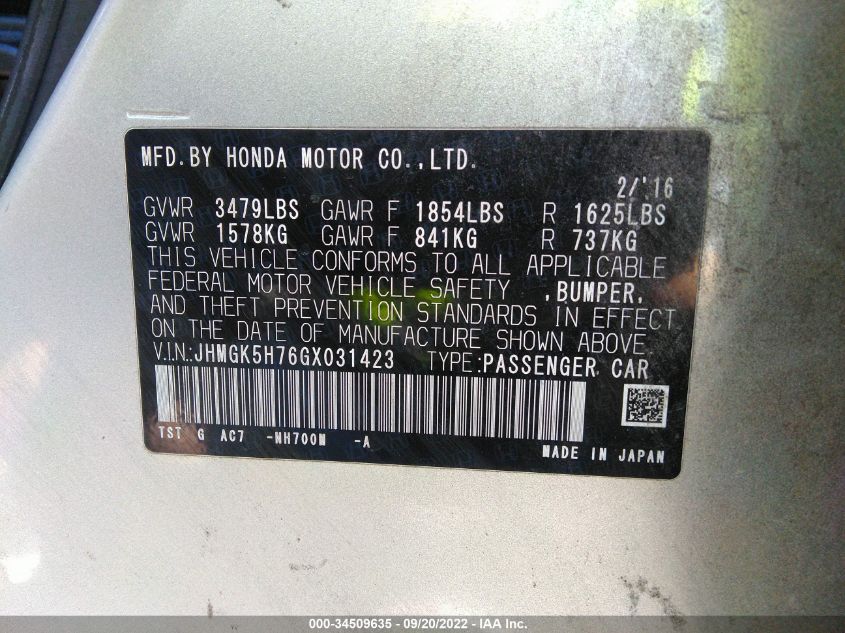 MFD.BY HONDA MOTOR CO.,LTD.
2/'16
GVWR 3479LBS GAWR F 1854LBS R 1625LBS
GVWR 1578KG GAWR F 841KG R 737KG
THIS VEHICLE CONFORMS TO ALL APPLICABLE
FEDERAL MOTOR VEHICLE SAFETY ,BUMPER,
AND THEFT PREVENTION STANDARDS IN EFFECT
ON THE DATE OF MANUFACTURE SHOWN ABOVE
V.I.N.:JHMGK5H76GX031423 TYPE:PASSENGER CAR
TST G AC7 -NH700M -A
MADE IN JAPAN
000-34509635 - 09/20/2022 - IAA Inc.